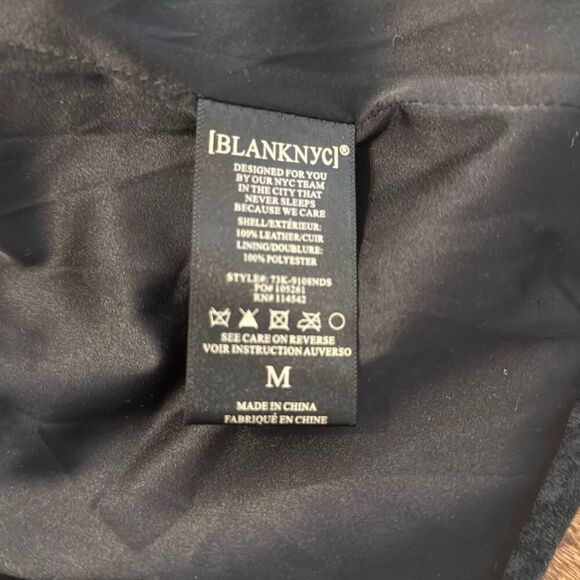 [BLANKNYC]®
DESIGNED FOR YOU
BY OUR NYC TEAM
IN THE CITY THAT
NEVER SLEEPS
BECAUSE WE CARE
SHELL/EXTÉRIEUR:
100% LEATHER/CUIR
LINING/DOUBLURE:
100% POLYESTER
STYLE#: 73K-9108NDS
PO# 105261
RN# 114542
SEE CARE ON REVERSE
VOIR INSTRUCTION AUVERSO
M
MADE IN CHINA
FABRIQUÉ EN CHINE